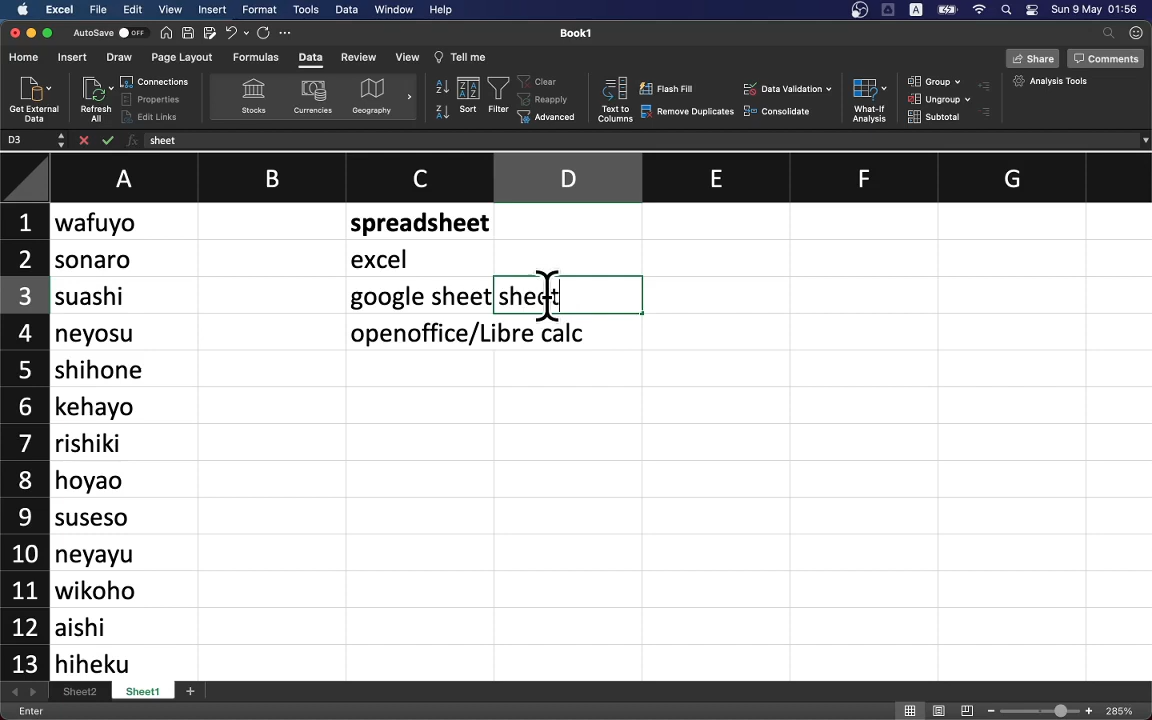 Excel File Edit View Insert Format Tools Data Window Help A Sun 9 May 01:56
AutoSave OFF Book1
Home Insert Draw Page Layout Formulas Data Review View Tell me Share Comments
Get External Data Refresh All Connections Properties Edit Links Stocks Currencies Geography Sort Filter Clear Reapply Advanced Text to Columns Flash Fill Remove Duplicates Data Validation Consolidate What-If Analysis Group Ungroup Subtotal Analysis Tools
D3 fx sheet
A B C D E F G
1 wafuyo spreadsheet
2 sonaro excel
3 suashi google sheet sheet
4 neyosu openoffice/Libre calc
5 shihone
6 kehayo
7 rishiki
8 hoyao
9 suseso
10 neyayu
11 wikoho
12 aishi
13 hiheku
Sheet2 Sheet1 +
Enter 285%